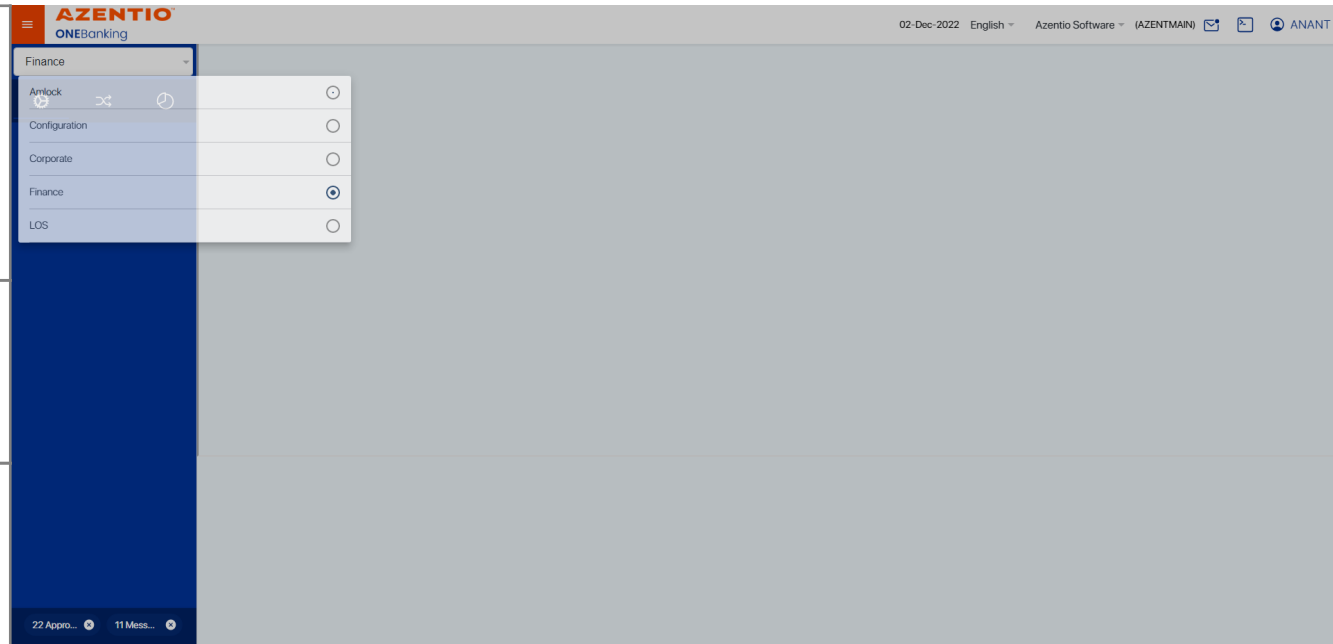 AZENTIO™
ONEBanking
02-Dec-2022 English Azentio Software (AZENTMAIN) ANANT
Finance
Amlock
Configuration
Corporate
Finance
LOS
22 Appro... 11 Mess...